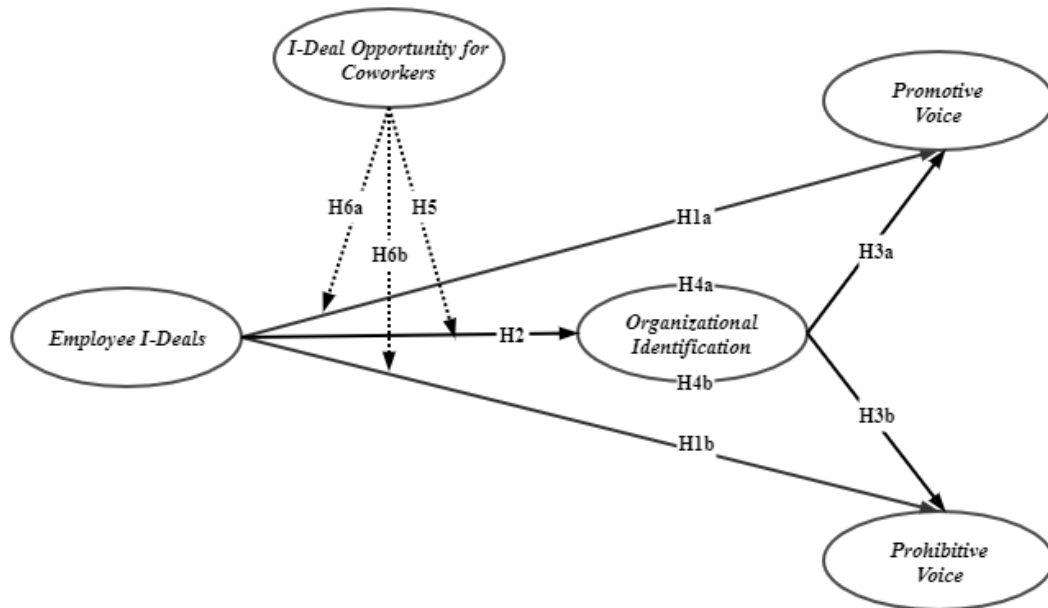 I-Deal Opportunity for
Coworkers
Promotive
Voice
H6a
H5
H1a
H6b
H3a
H4a
Employee I-Deals
H2
Organizational
Identification
H4b
H3b
H1b
Prohibitive
Voice